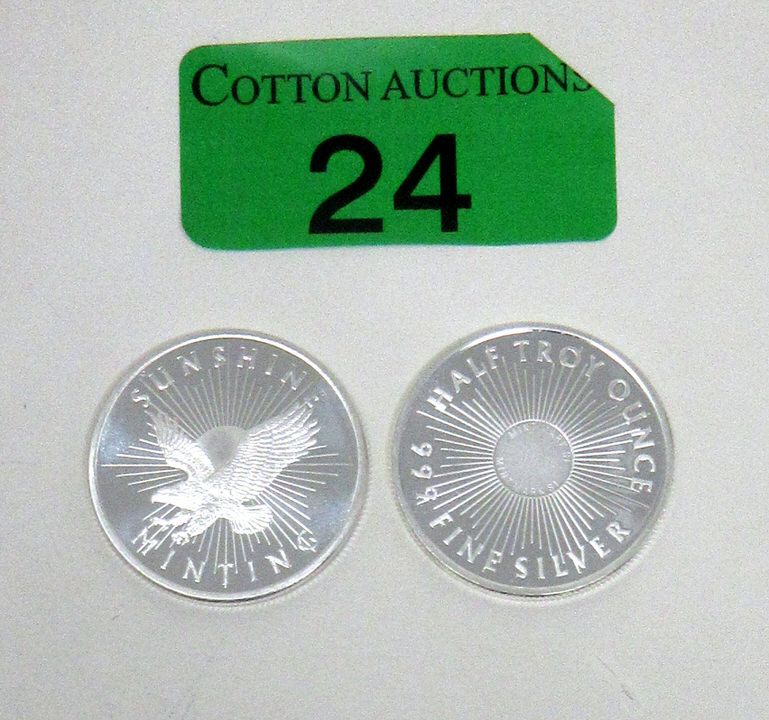 COTTON AUCTIONS
24
SUNSHINE
MINTING
HALF TROY OUNCE
999 FINE SILVER